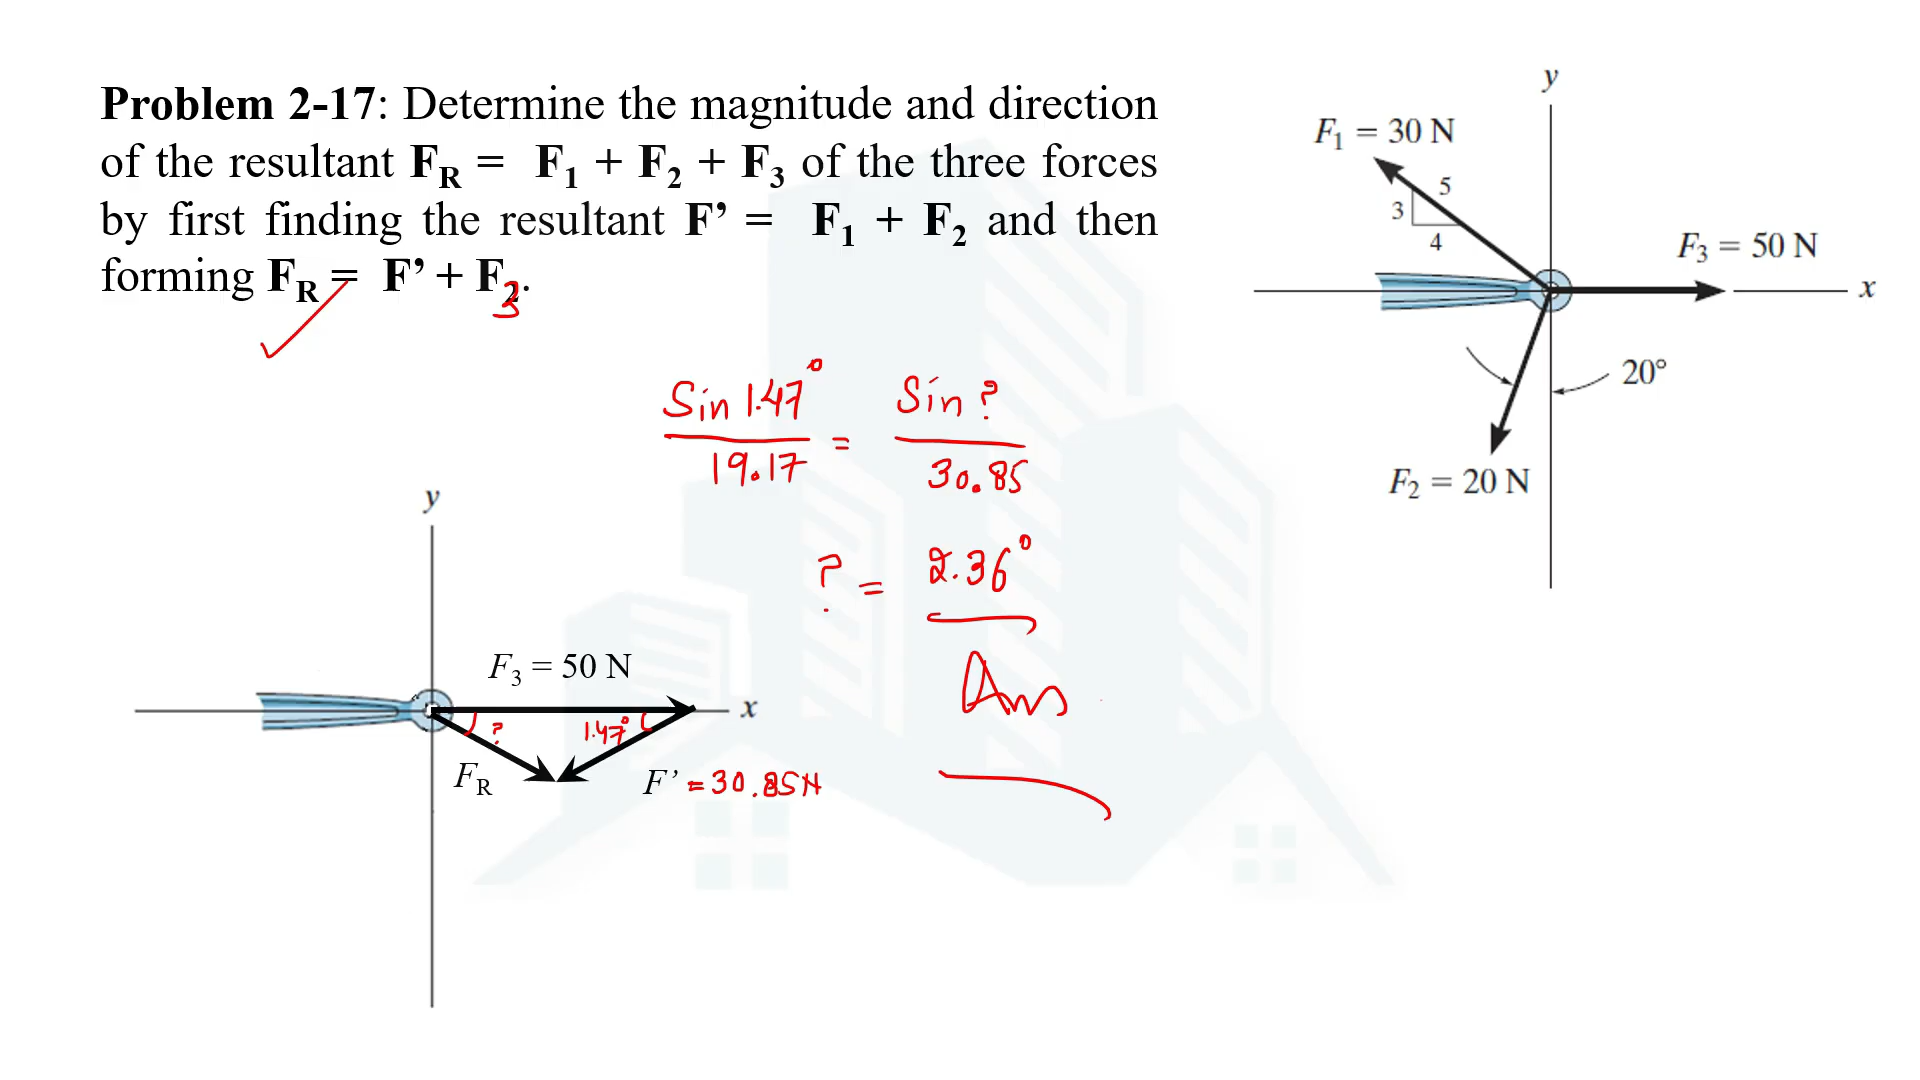 Problem 2-17: Determine the magnitude and direction
of the resultant F_R = F_1 + F_2 + F_3 of the three forces
by first finding the resultant F' = F_1 + F_2 and then
forming F_R = F' + F_3.
y
F_1 = 30 N
5
3
4
F_3 = 50 N
x
20°
F_2 = 20 N
Sin 1.47° / 19.17 = Sin ? / 30.85
? = 2.36°
Ans
y
F_3 = 50 N
x
?
1.47°
F_R
F' = 30.85N